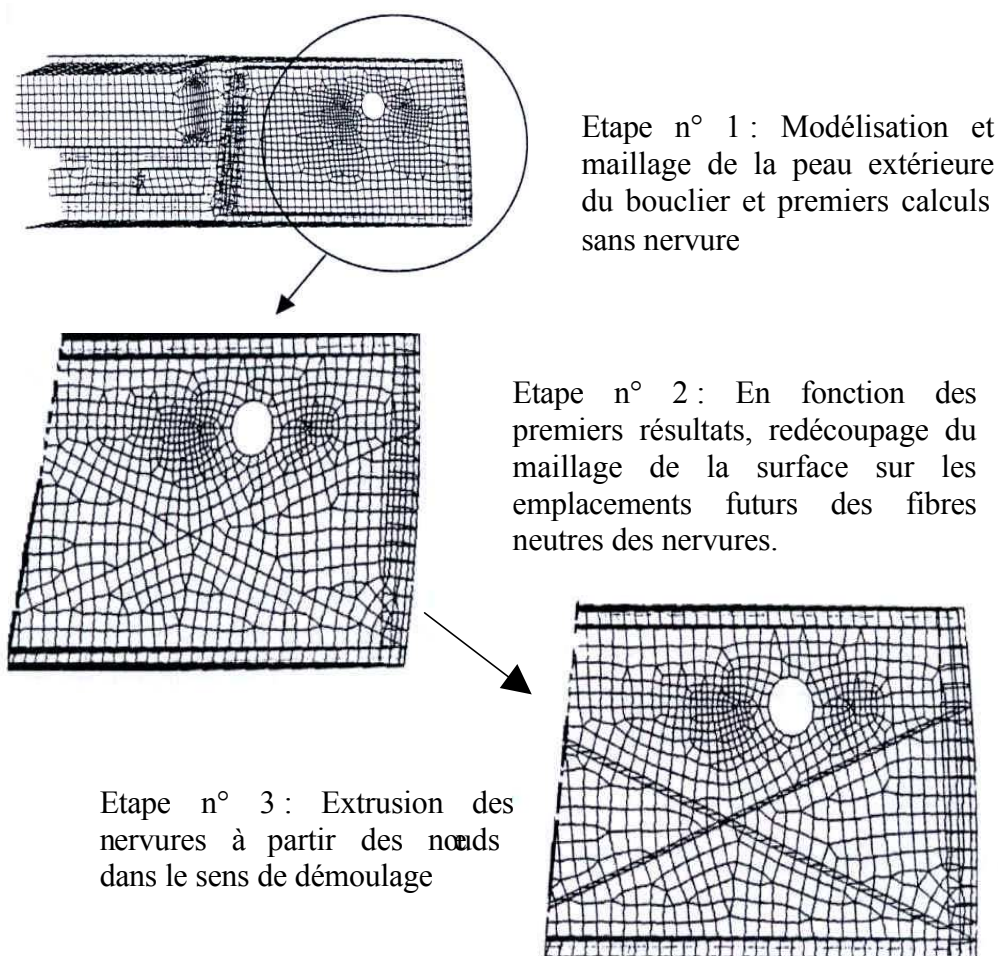 Etape n° 1 : Modélisation et
maillage de la peau extérieure
du bouclier et premiers calculs
sans nervure
Etape n° 2 : En fonction des
premiers résultats, redécoupage du
maillage de la surface sur les
emplacements futurs des fibres
neutres des nervures.
Etape n° 3 : Extrusion des
nervures à partir des nœuds
dans le sens de démoulage